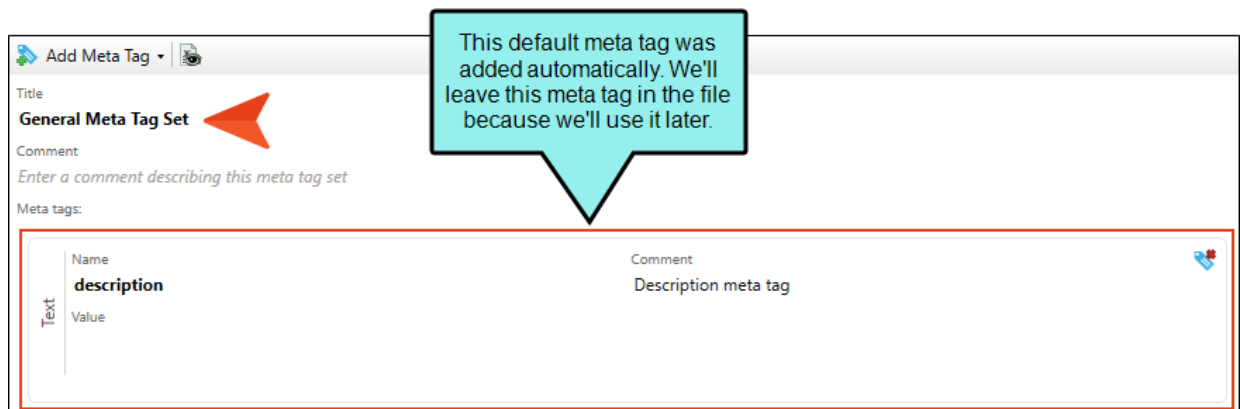 This default meta tag was
added automatically. We'll
leave this meta tag in the file
because we'll use it later.
Add Meta Tag
Title
General Meta Tag Set
Comment
Enter a comment describing this meta tag set
Meta tags:
Text
Name
description
Comment
Description meta tag
Value